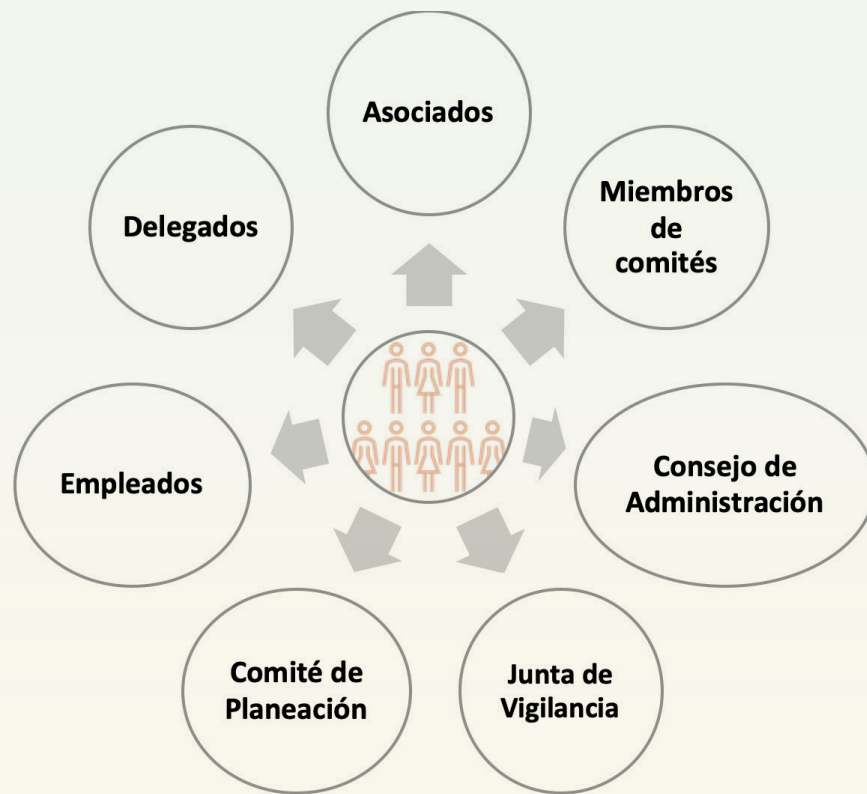 Asociados
Miembros
de
comités
Delegados
Consejo de
Administración
Empleados
Junta de
Vigilancia
Comité de
Planeación